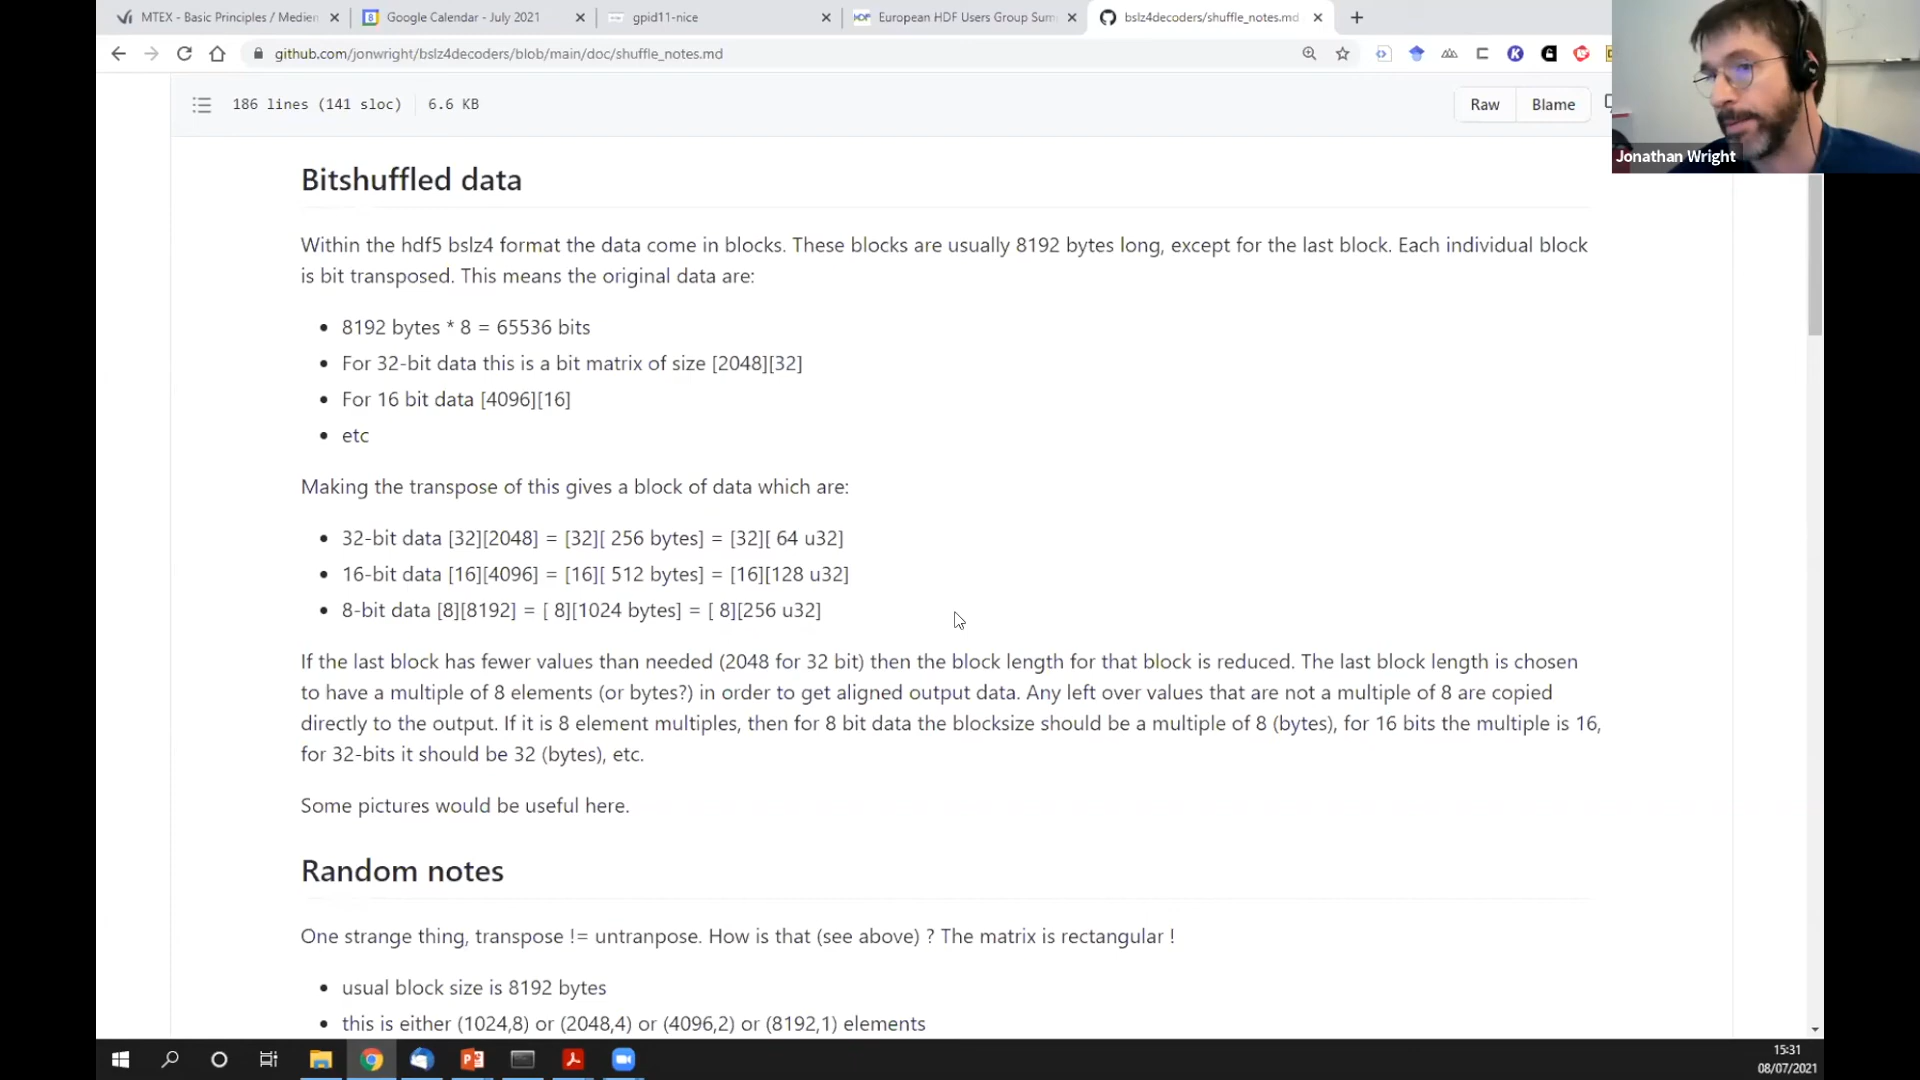 MTEX - Basic Principles / Medien
Google Calendar - July 2021
gpid11-nice
European HDF Users Group Sum
bslz4decoders/shuffle_notes.md
github.com/jonwright/bslz4decoders/blob/main/doc/shuffle_notes.md
186 lines (141 sloc) 6.6 KB
Raw Blame
Jonathan Wright
Bitshuffled data
Within the hdf5 bslz4 format the data come in blocks. These blocks are usually 8192 bytes long, except for the last block. Each individual block
is bit transposed. This means the original data are:
• 8192 bytes * 8 = 65536 bits
• For 32-bit data this is a bit matrix of size [2048][32]
• For 16 bit data [4096][16]
• etc
Making the transpose of this gives a block of data which are:
• 32-bit data [32][2048] = [32][ 256 bytes] = [32][ 64 u32]
• 16-bit data [16][4096] = [16][ 512 bytes] = [16][128 u32]
• 8-bit data [8][8192] = [ 8][1024 bytes] = [ 8][256 u32]
If the last block has fewer values than needed (2048 for 32 bit) then the block length for that block is reduced. The last block length is chosen
to have a multiple of 8 elements (or bytes?) in order to get aligned output data. Any left over values that are not a multiple of 8 are copied
directly to the output. If it is 8 element multiples, then for 8 bit data the blocksize should be a multiple of 8 (bytes), for 16 bits the multiple is 16,
for 32-bits it should be 32 (bytes), etc.
Some pictures would be useful here.
Random notes
One strange thing, transpose != untranpose. How is that (see above) ? The matrix is rectangular !
• usual block size is 8192 bytes
• this is either (1024,8) or (2048,4) or (4096,2) or (8192,1) elements
15:31
08/07/2021